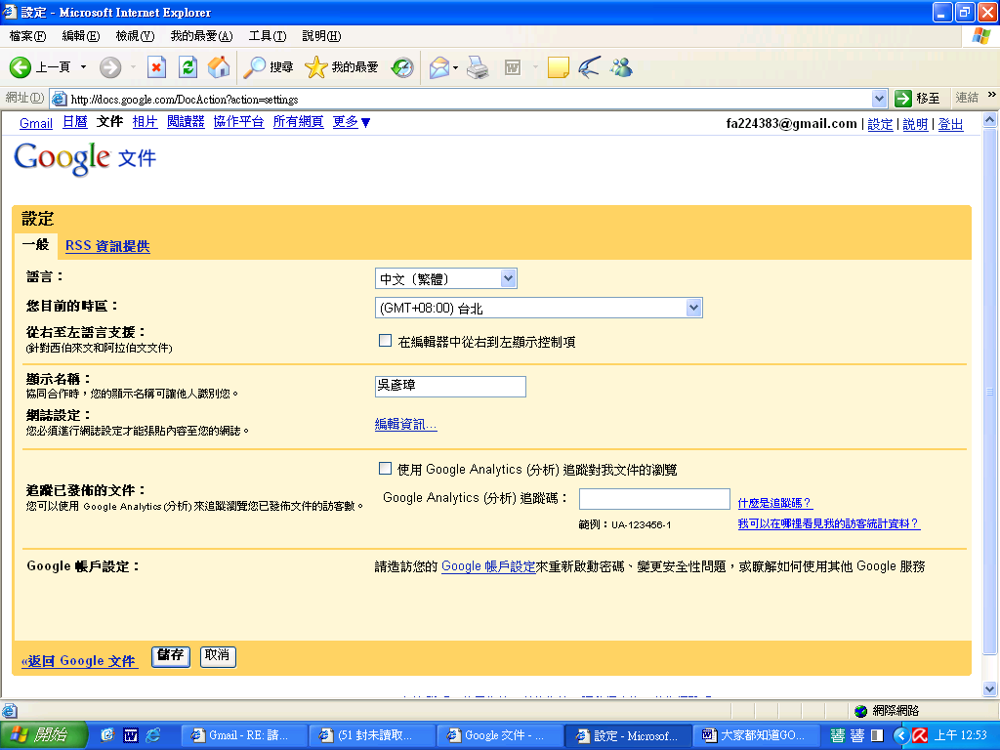 設定 - Microsoft Internet Explorer
檔案(F) 編輯(E) 檢視(V) 我的最愛(A) 工具(T) 說明(H)
上一頁 搜尋 我的最愛
網址(D) http://docs.google.com/DocAction?action=settings 移至 連結 »
Gmail 日曆 文件 相片 閱讀器 協作平台 所有網頁 更多▼ fa224383@gmail.com | 設定 | 說明 | 登出
Google 文件
設定
一般 RSS 資訊提供
語言： 中文（繁體）
您目前的時區： (GMT+08:00) 台北
從右至左語言支援：
(針對西伯來文和阿拉伯文文件) 在編輯器中從右到左顯示控制項
顯示名稱： 吳彥璋
協同合作時，您的顯示名稱可讓他人識別您。
網誌設定： 編輯資訊...
您必須進行網誌設定才能張貼內容至您的網誌。
使用 Google Analytics (分析) 追蹤對我文件的瀏覽
追蹤已發佈的文件：
您可以使用 Google Analytics (分析) 來追蹤瀏覽您已發佈文件的訪客數。
Google Analytics (分析) 追蹤碼： 什麼是追蹤碼？
範例：UA-123456-1 我可以在哪裡看見我的訪客統計資料？
Google 帳戶設定： 請造訪您的 Google 帳戶設定來重新啟動密碼、變更安全性問題，或瞭解如何使用其他 Google 服務
«返回 Google 文件 儲存 取消
網際網路
開始 Gmail - RE: 請... (51 封未讀取... Google 文件 - ... 設定 - Microsof... 大家都知道GO... 上午 12:53